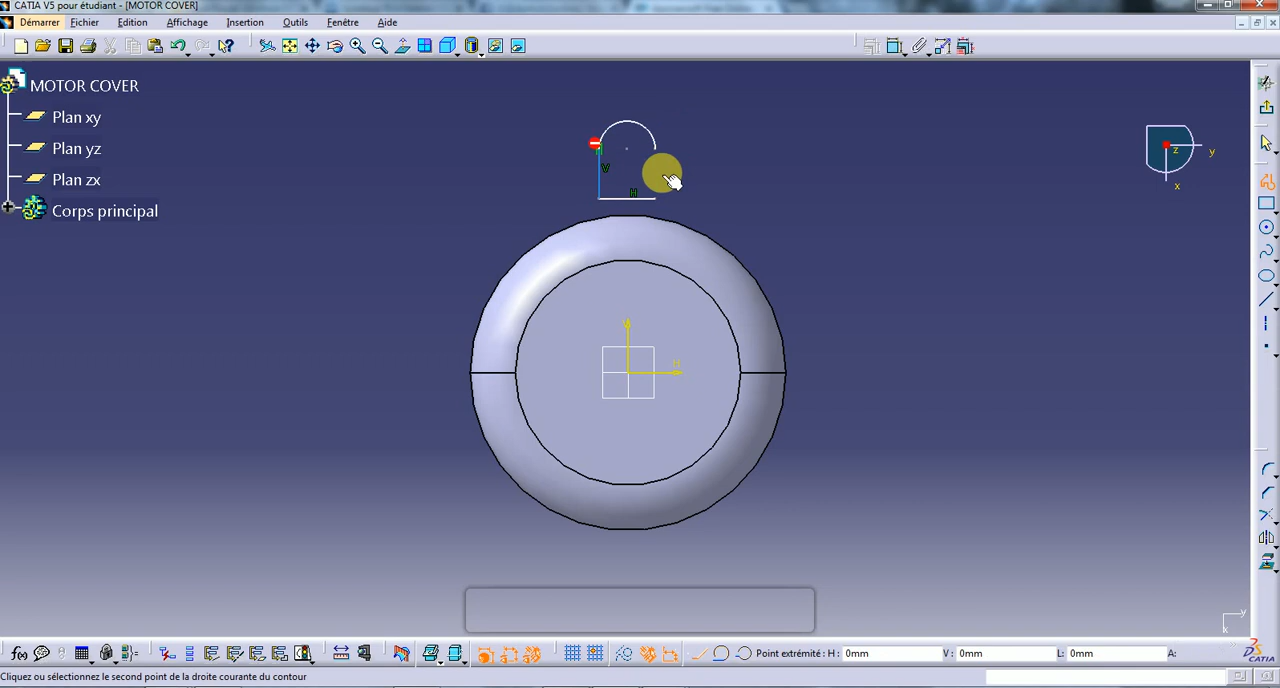 CATIA V5 pour étudiant - [MOTOR COVER]
Démarrer Fichier Edition Affichage Insertion Outils Fenêtre Aide
MOTOR COVER
Plan xy
Plan yz
Plan zx
Corps principal
V
H
H
z y
x
f(x) Point extrémité : H : 0mm V : 0mm L: 0mm A:
y
x
CATIA
Cliquez ou sélectionnez le second point de la droite courante du contour